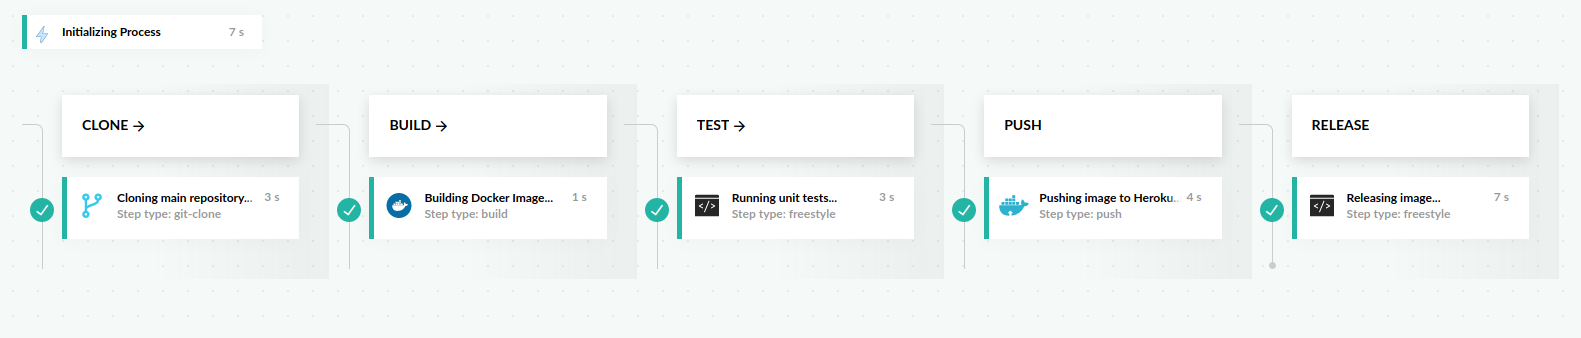 Initializing Process 7 s
CLONE →
Cloning main repository... 3 s
Step type: git-clone
BUILD →
Building Docker Image... 1 s
Step type: build
TEST →
Running unit tests... 3 s
Step type: freestyle
PUSH
Pushing image to Heroku.. 4 s
Step type: push
RELEASE
Releasing image... 7 s
Step type: freestyle